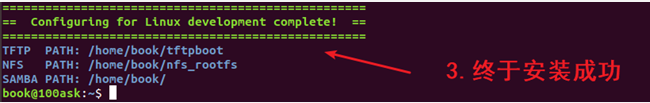 ==================================================
==  Configuring for Linux development complete!  ==
==================================================
TFTP  PATH: /home/book/tftpboot
NFS   PATH: /home/book/nfs_rootfs
3. 终于安装成功
SAMBA PATH: /home/book/
book@100ask:~$